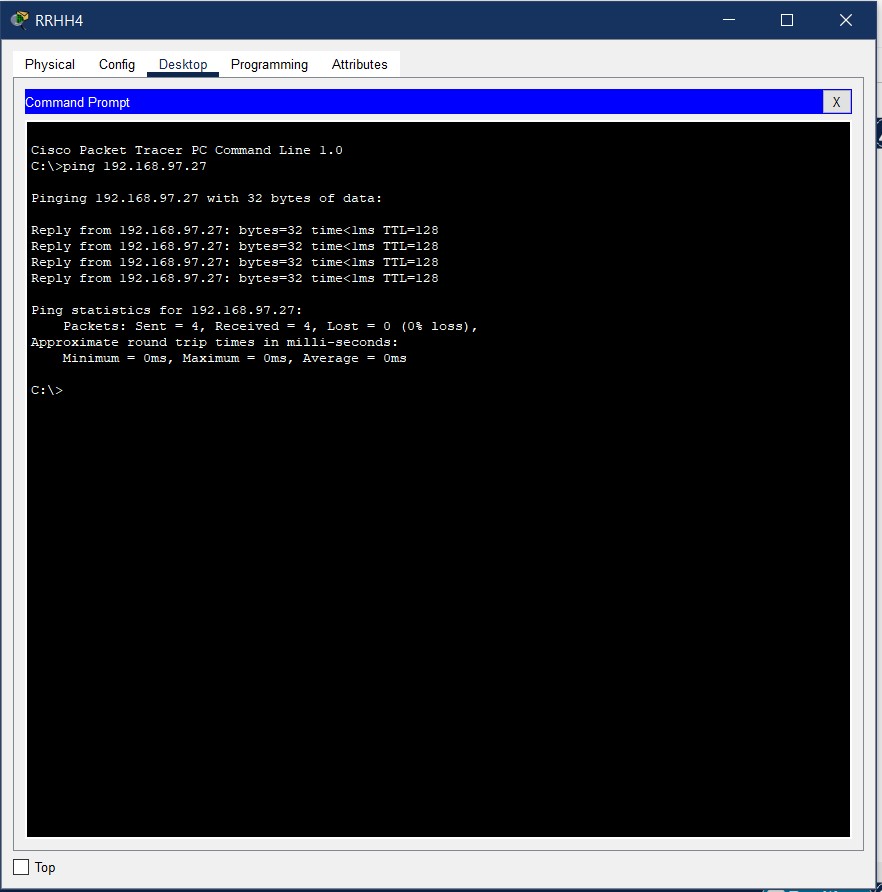 RRHH4
Physical Config Desktop Programming Attributes
Command Prompt X
Cisco Packet Tracer PC Command Line 1.0
C:\>ping 192.168.97.27
Pinging 192.168.97.27 with 32 bytes of data:
Reply from 192.168.97.27: bytes=32 time<1ms TTL=128
Reply from 192.168.97.27: bytes=32 time<1ms TTL=128
Reply from 192.168.97.27: bytes=32 time<1ms TTL=128
Reply from 192.168.97.27: bytes=32 time<1ms TTL=128
Ping statistics for 192.168.97.27:
Packets: Sent = 4, Received = 4, Lost = 0 (0% loss),
Approximate round trip times in milli-seconds:
Minimum = 0ms, Maximum = 0ms, Average = 0ms
C:\>
Top